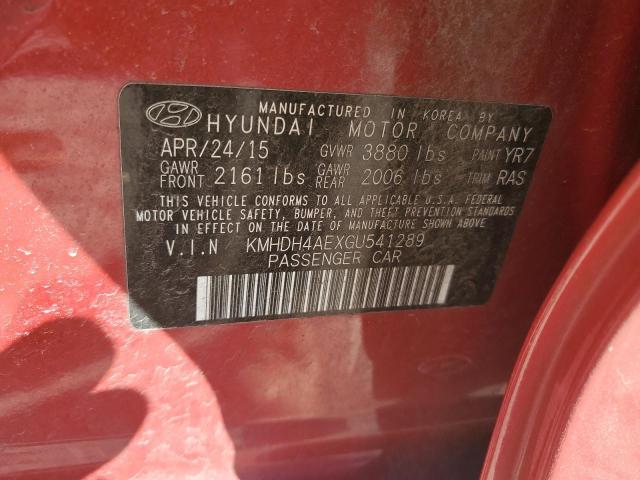 MANUFACTURED IN KOREA BY
HYUNDAI MOTOR COMPANY
APR/24/15 GVWR 3880 lbs PAINT YR7
GAWR FRONT 2161 lbs GAWR REAR 2006 lbs TRIM RAS
THIS VEHICLE CONFORMS TO ALL APPLICABLE U.S.A. FEDERAL
MOTOR VEHICLE SAFETY, BUMPER, AND THEFT PREVENTION STANDARDS
IN EFFECT ON THE DATE OF MANUFACTURE SHOWN ABOVE.
V.I.N KMHDH4AEXGU541289
PASSENGER CAR